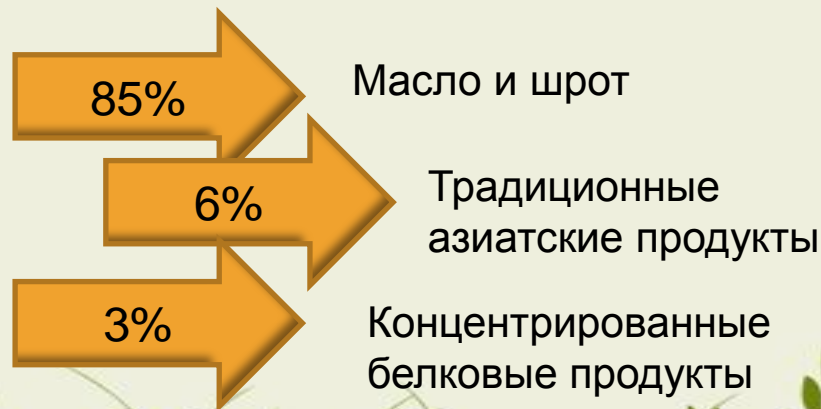 85%
Масло и шрот
6%
Традиционные
азиатские продукты
3%
Концентрированные
белковые продукты